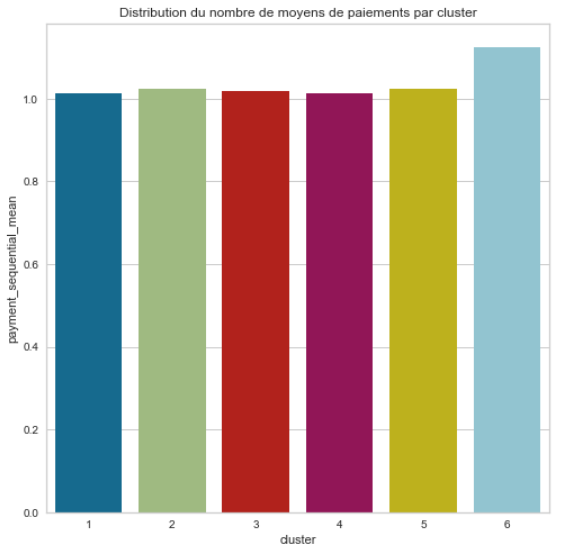 Distribution du nombre de moyens de paiements par cluster
payment_sequential_mean
1.0
0.8
0.6
0.4
0.2
0.0
1 2 3 4 5 6
cluster